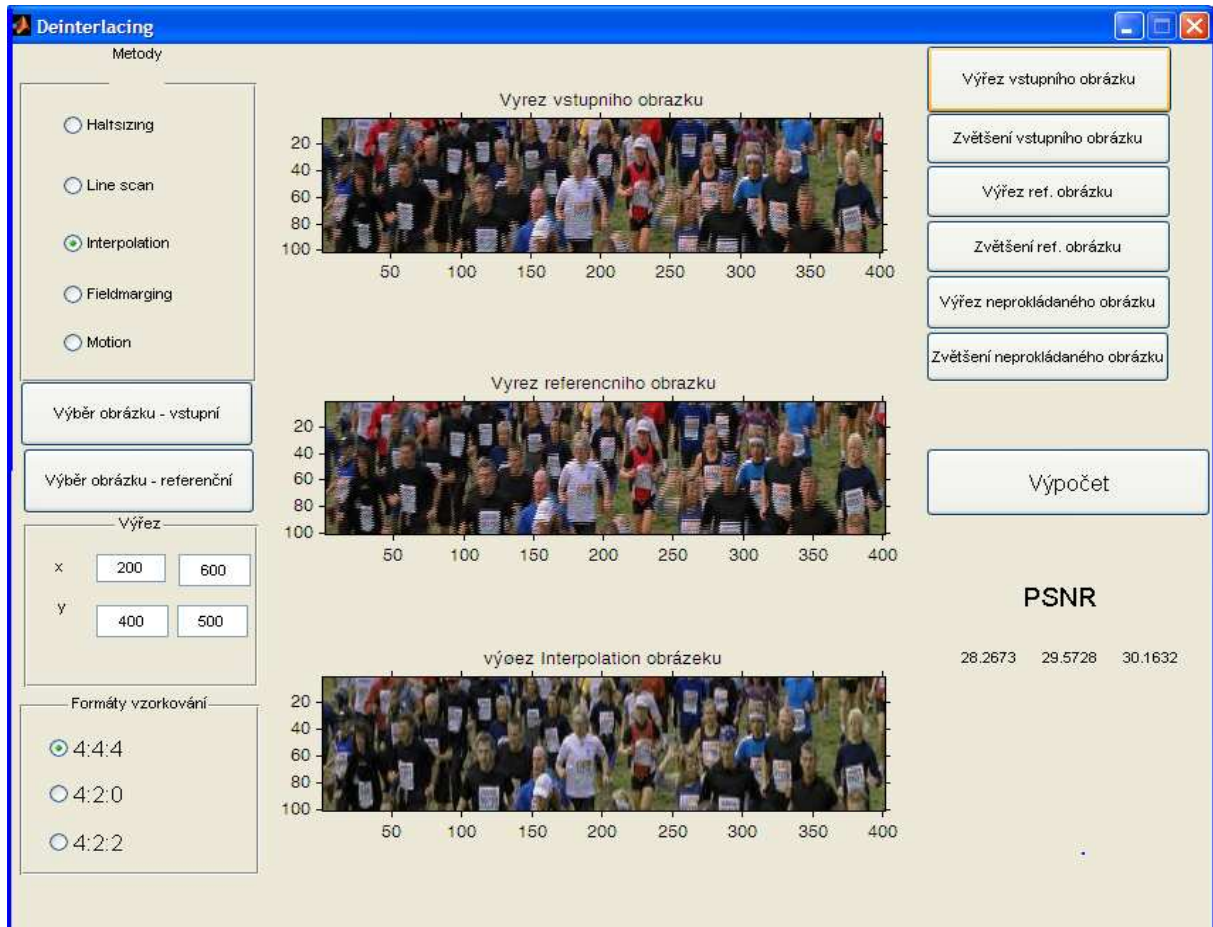 Deinterlacing
Metody
Halfsizing
Line scan
Interpolation
Fieldmarging
Motion
Výběr obrázku - vstupní
Výběr obrázku - referenční
Výřez
x 200 600
y 400 500
Formáty vzorkování
4:4:4
4:2:0
4:2:2
Vyrez vstupniho obrazku
20
40
60
80
100
50 100 150 200 250 300 350 400
Vyrez referencniho obrazku
20
40
60
80
100
50 100 150 200 250 300 350 400
výøez Interpolation obrázeku
20
40
60
80
100
50 100 150 200 250 300 350 400
Výřez vstupního obrázku
Zvětšení vstupního obrázku
Výřez ref. obrázku
Zvětšení ref. obrázku
Výřez neprokládaného obrázku
Zvětšení neprokládaného obrázku
Výpočet
PSNR
28.2673 29.5728 30.1632